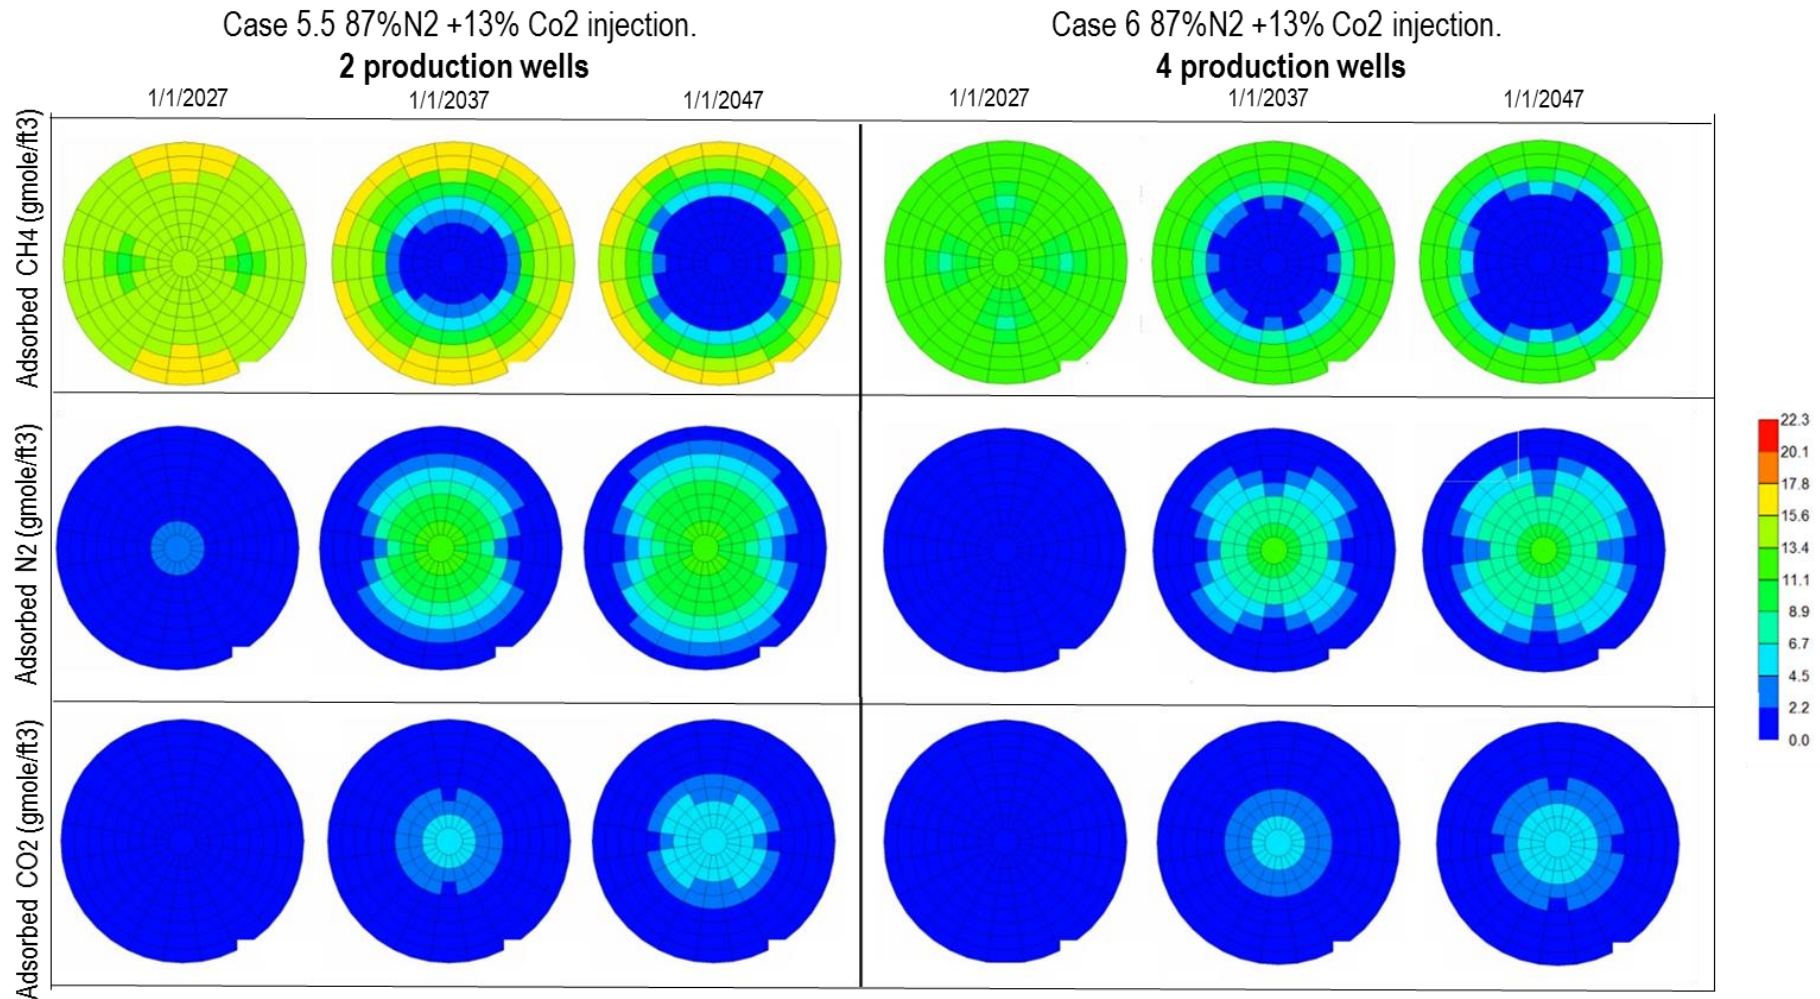 Case 5.5 87%N2 +13% Co2 injection.
2 production wells
1/1/2027
1/1/2037
1/1/2047
Case 6 87%N2 +13% Co2 injection.
4 production wells
1/1/2027
1/1/2037
1/1/2047
Adsorbed CH4 (gmole/ft3)
Adsorbed N2 (gmole/ft3)
Adsorbed CO2 (gmole/ft3)
22.3
20.1
17.8
15.6
13.4
11.1
8.9
6.7
4.5
2.2
0.0